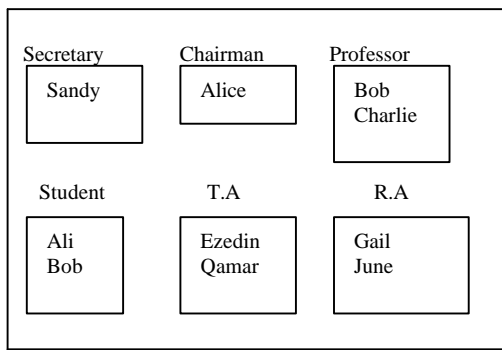 Secretary Chairman Professor
Sandy Alice Bob
Charlie
Student T.A R.A
Ali Ezedin Gail
Bob Qamar June